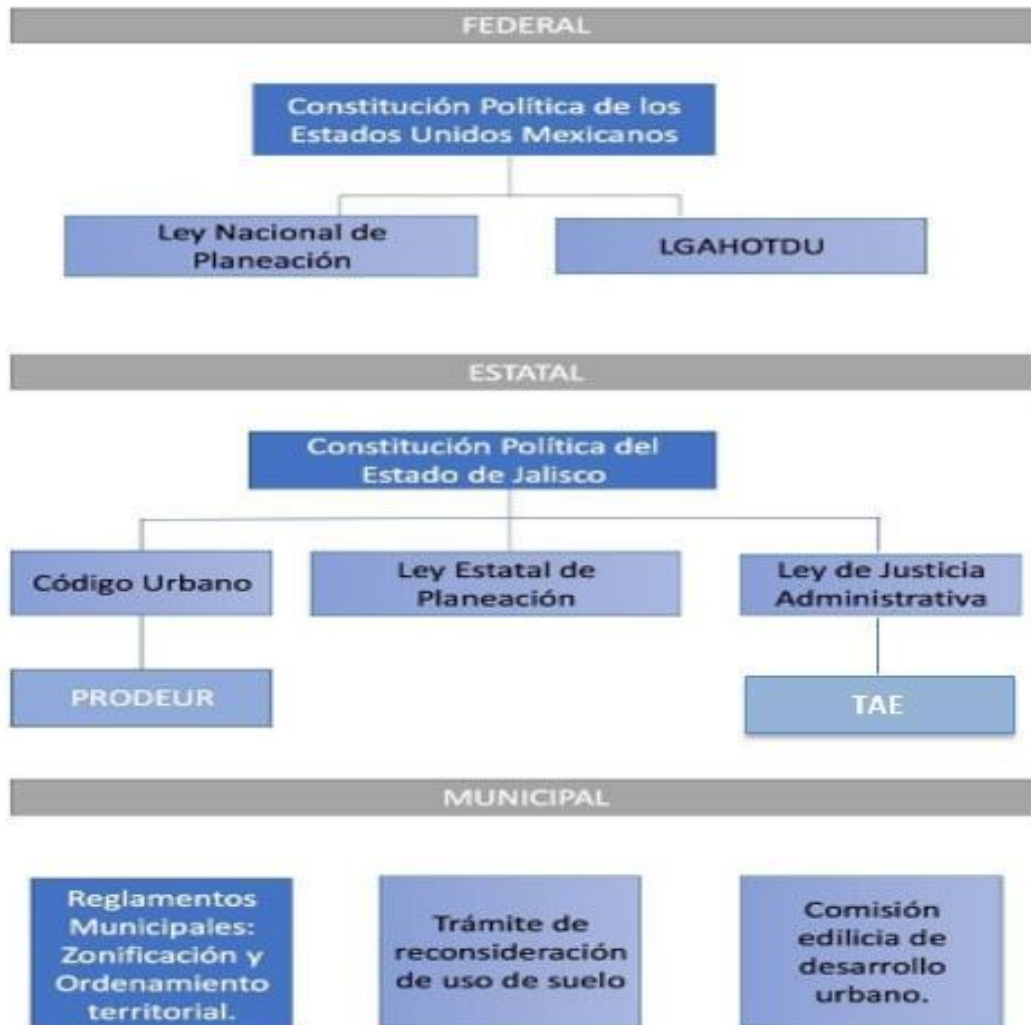 FEDERAL
Constitución Política de los
Estados Unidos Mexicanos
Ley Nacional de
Planeación
LGAHOTDU
ESTATAL
Constitución Política del
Estado de Jalisco
Código Urbano
Ley Estatal de
Planeación
Ley de Justicia
Administrativa
PRODEUR
TAE
MUNICIPAL
Reglamentos
Municipales:
Zonificación y
Ordenamiento
territorial.
Trámite de
reconsideración
de uso de suelo
Comisión
edilicia de
desarrollo
urbano.